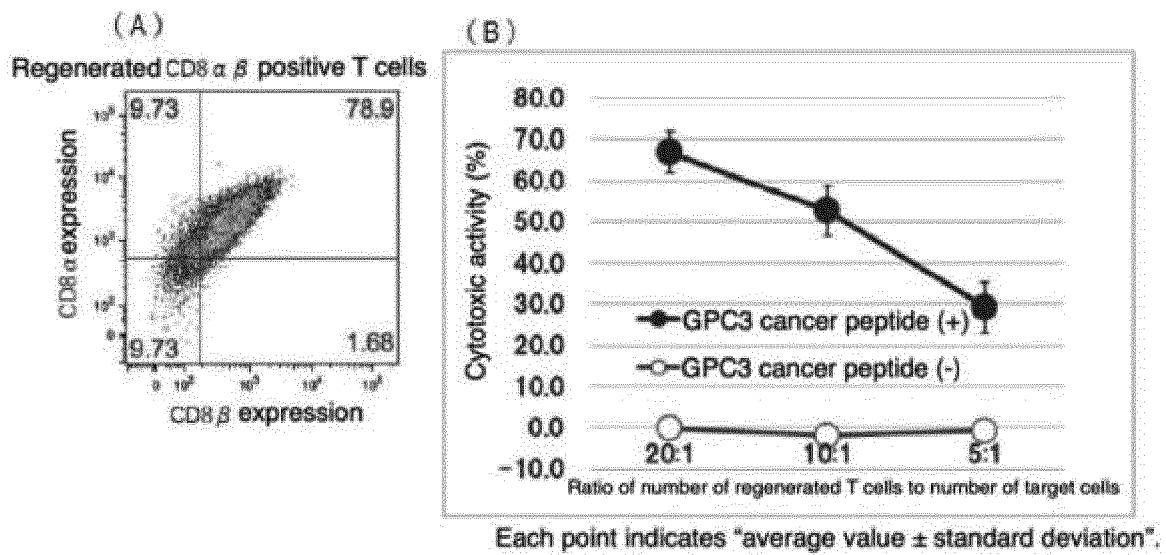 (A)
Regenerated CD8α β positive T cells
9.73 78.9
9.73 1.68
CD8α expression
CD8β expression
(B)
Cytotoxic activity (%)
80.0
70.0
60.0
50.0
40.0
30.0
20.0
10.0
0.0
-10.0
GPC3 cancer peptide (+)
GPC3 cancer peptide (-)
20:1 10:1 5:1
Ratio of number of regenerated T cells to number of target cells
Each point indicates "average value ± standard deviation".